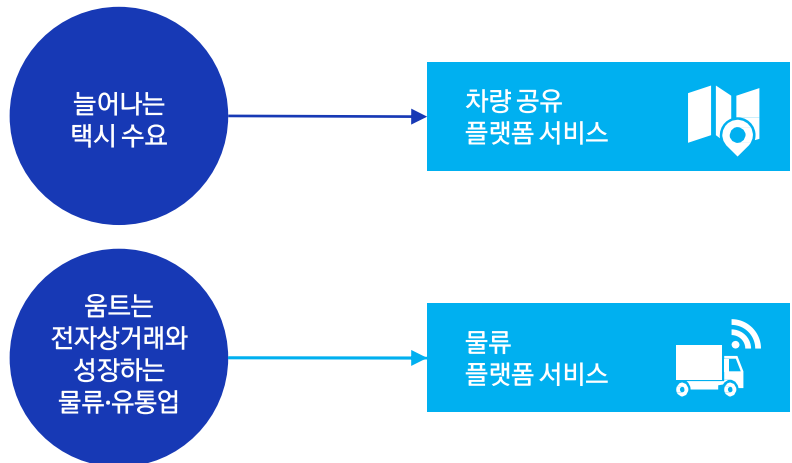 늘어나는
택시 수요
차량 공유
플랫폼 서비스
움트는
전자상거래와
성장하는
물류·유통업
물류
플랫폼 서비스